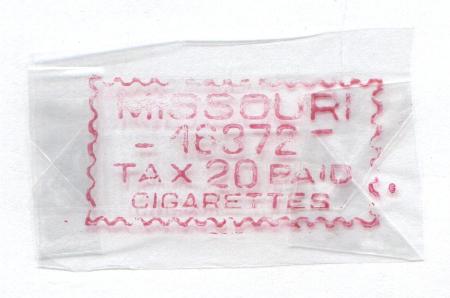 MISSOURI
- 16372 -
TAX 20 PAID
CIGARETTES